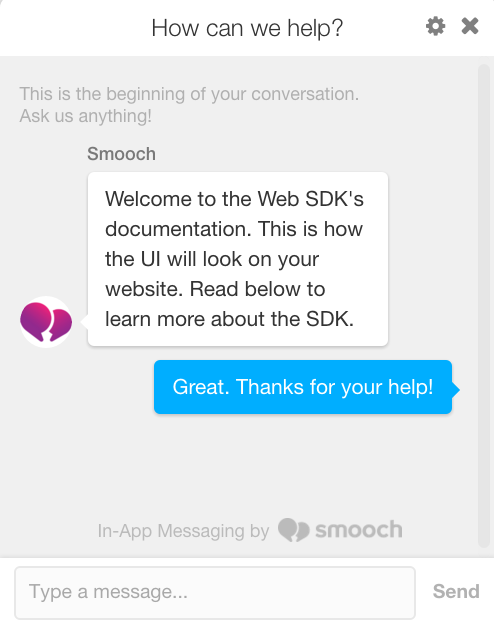 How can we help?
This is the beginning of your conversation.
Ask us anything!
Smooch
Welcome to the Web SDK's
documentation. This is how
the UI will look on your
website. Read below to
learn more about the SDK.
Great. Thanks for your help!
In-App Messaging by smooch
Type a message...
Send